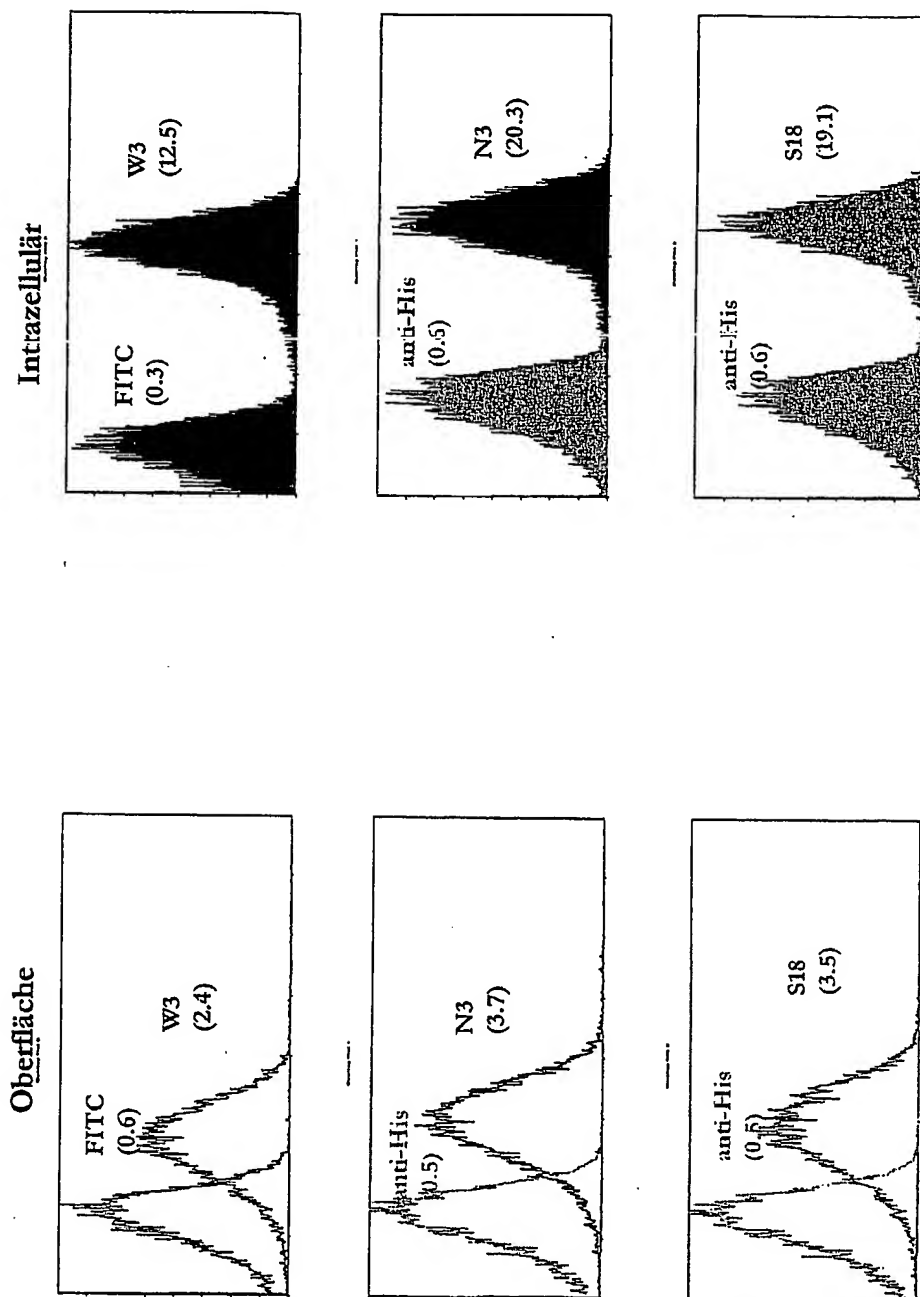 Oberfläche
FITC
(0.6)
W3
(2.4)
anti-His
0.5)
N3
(3.7)
anti-His
(0.5)
S18
(3.5)
Intrazellulär
FITC
(0.3)
W3
(12.5)
anti-His
N3
(20.3)
anti-His
(0.6)
S18
(19.1)